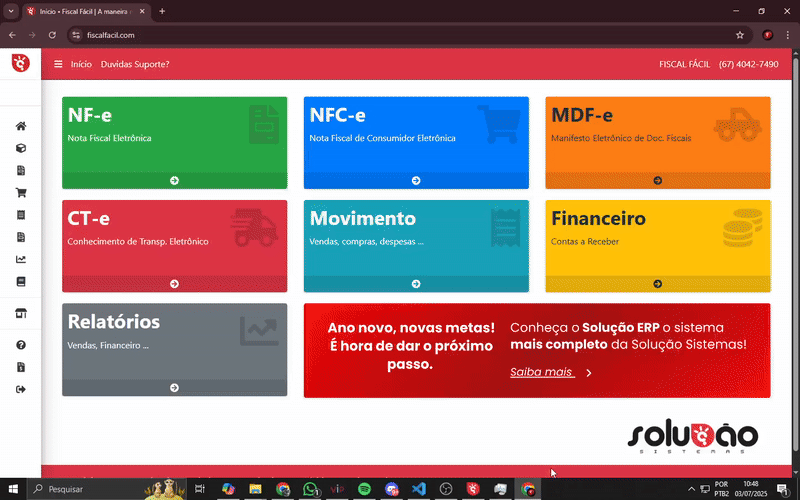 Início • Fiscal Fácil | A maneira
fiscalfacil.com
Início Duvidas Suporte? FISCAL FÁCIL (67) 4042-7490
NF-e
Nota Fiscal Eletrônica
NFC-e
Nota Fiscal de Consumidor Eletrônica
MDF-e
Manifesto Eletrônico de Doc. Fiscais
CT-e
Conhecimento de Transp. Eletrônico
Movimento
Vendas, compras, despesas ...
Financeiro
Contas a Receber
Relatórios
Vendas, Financeiro ...
Ano novo, novas metas!
É hora de dar o próximo
passo.
Conheça o Solução ERP o sistema
mais completo da Solução Sistemas!
Saiba mais
solução
SISTEMAS
Pesquisar
vip
POR
PTB2
10:48
03/07/2025